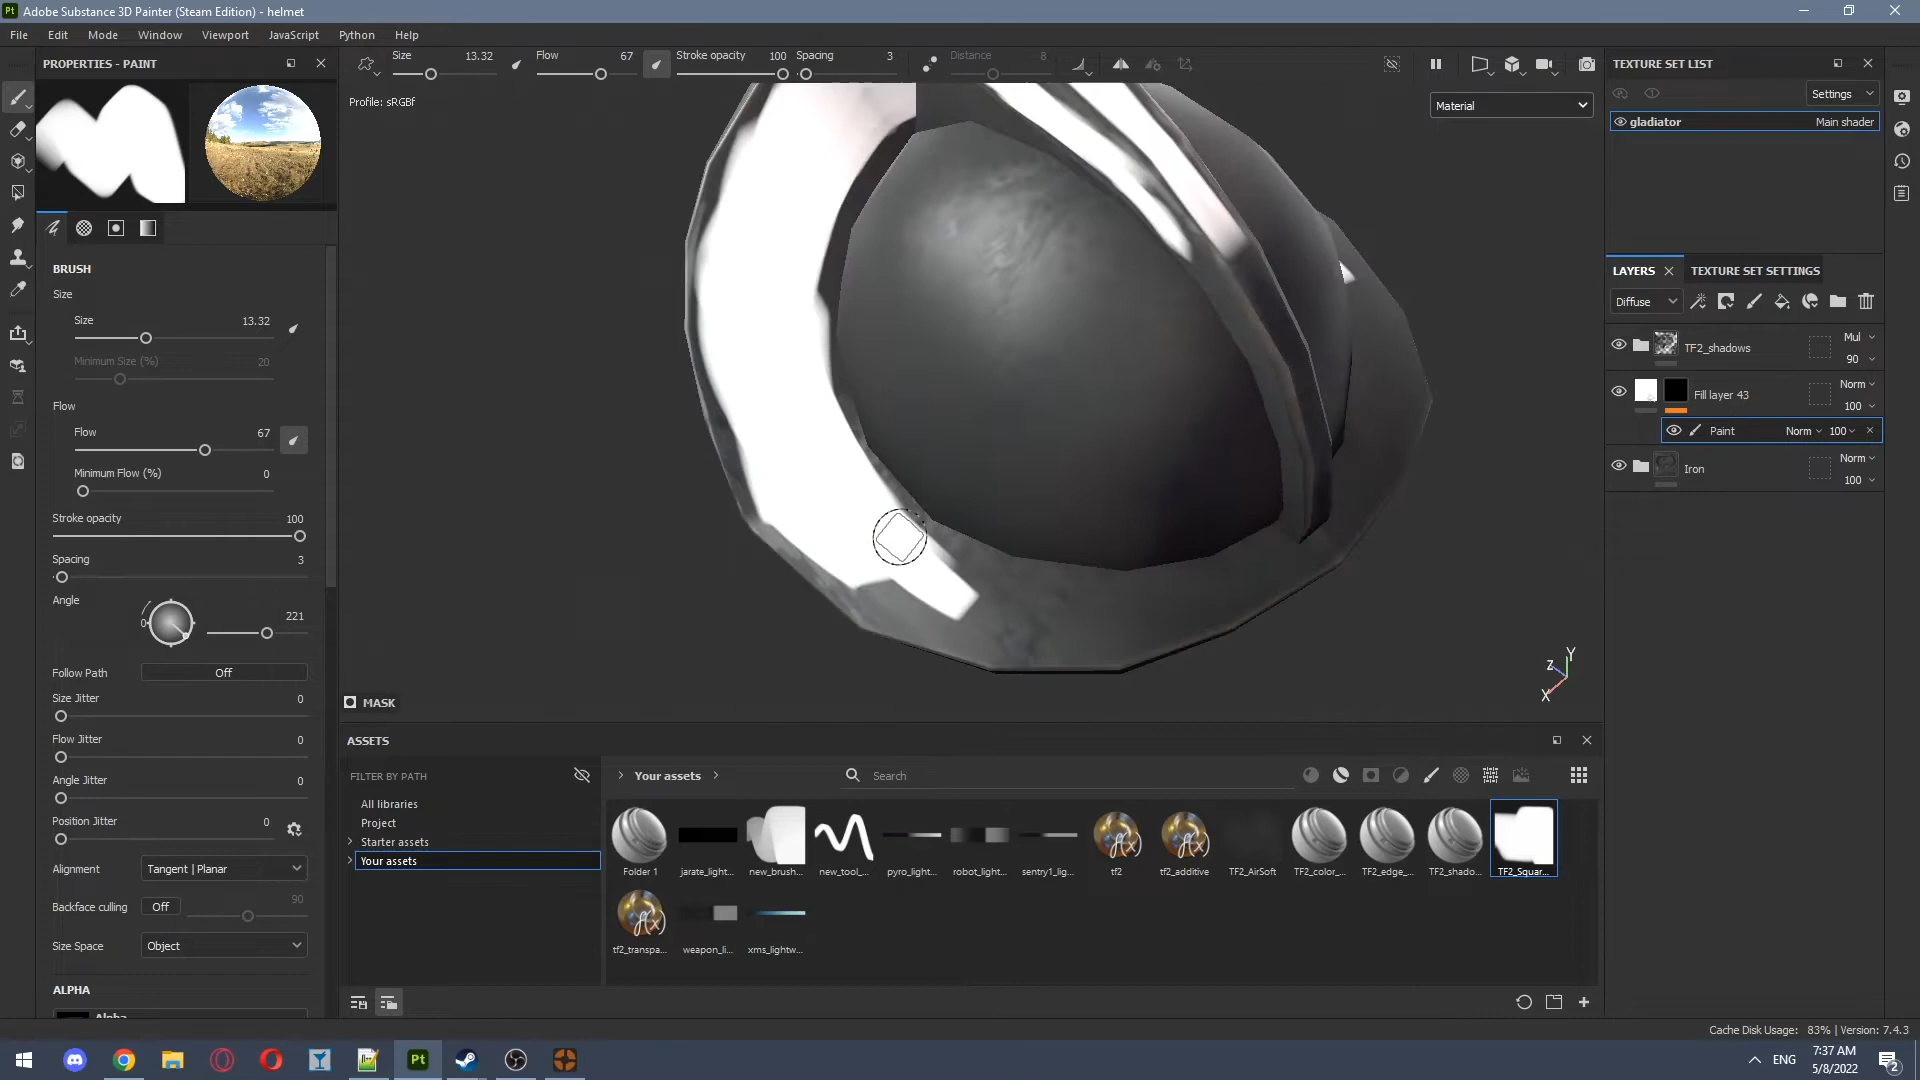 Adobe Substance 3D Painter (Steam Edition) - helmet
File Edit Mode Window Viewport JavaScript Python Help
PROPERTIES - PAINT
Size 13.32 Flow 67 Stroke opacity 100 Spacing 3 Distance 8
Profile: sRGBf
Material
BRUSH
Size
Size 13.32
Minimum Size (%) 20
Flow
Flow 67
Minimum Flow (%) 0
Stroke opacity 100
Spacing 3
Angle
0 221
Follow Path Off
Size Jitter 0
Flow Jitter 0
Angle Jitter 0
Position Jitter 0
Alignment Tangent | Planar
Backface culling Off 90
Size Space Object
ALPHA
Alpha
Y
Z
X
MASK
ASSETS
FILTER BY PATH
All libraries
Project
Starter assets
Your assets
Your assets
Search
Folder 1 jarate_light... new_brush... new_tool_... pyro_light... robot_light... sentry1_lig... tf2 tf2_additive TF2_AirSoft TF2_color_... TF2_edge_... TF2_shado... TF2_Squar...
tf2_transpa... weapon_li... xms_lightw...
TEXTURE SET LIST
Settings
gladiator Main shader
LAYERS TEXTURE SET SETTINGS
Diffuse
TF2_shadows Mul 90
Fill layer 43 Norm 100
Paint Norm 100
Iron Norm 100
Cache Disk Usage: 83% | Version: 7.4.3
Pt
ENG
7:37 AM
5/8/2022
2